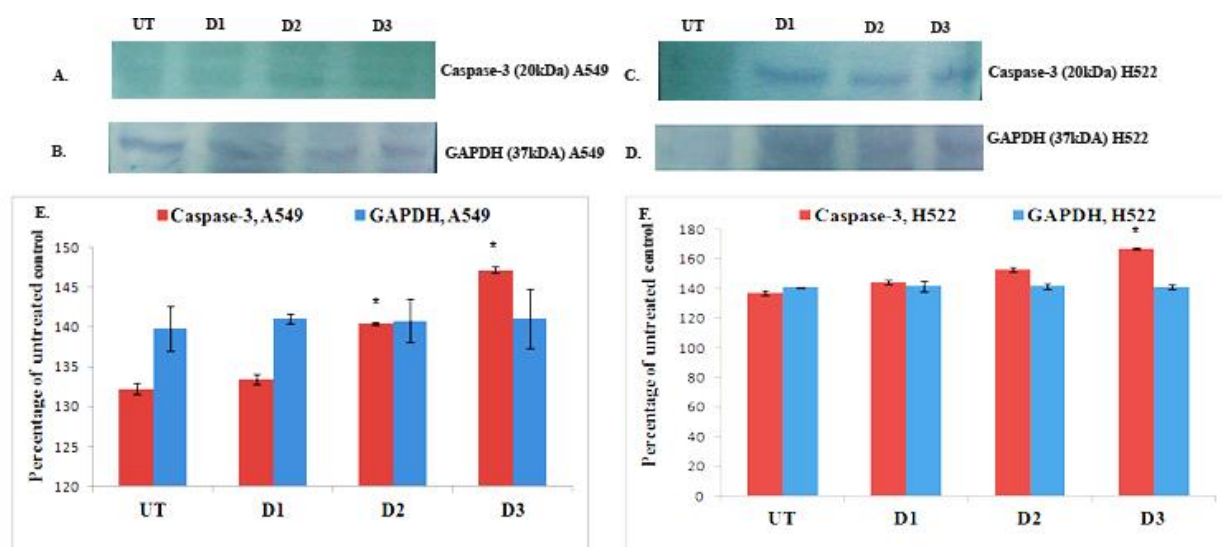 UT D1 D2 D3
A. Caspase-3 (20kDa) A549
B. GAPDH (37kDA) A549
UT D1 D2 D3
C. Caspase-3 (20kDa) H522
D. GAPDH (37kDA) H522
E. Caspase-3, A549 GAPDH, A549
Percentage of untreated control
150
145
140
135
130
125
120
* *
UT D1 D2 D3
F. Caspase-3, H522 GAPDH, H522
Percentage of untreated control
180
160
140
120
100
80
60
40
20
0
*
UT D1 D2 D3